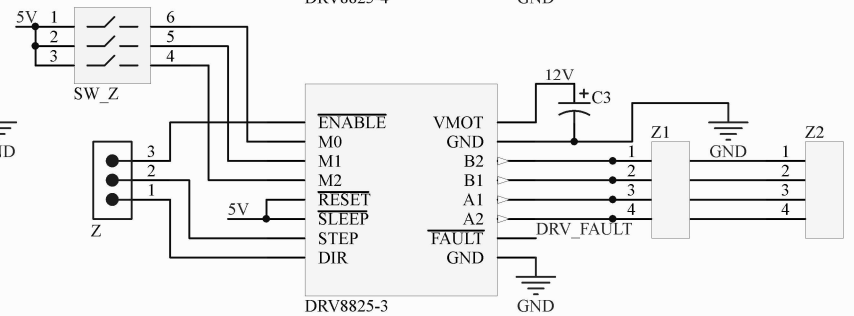 DRV8825-4
GND
5V 1 6
2 5
3 4
SW_Z
12V
+ C3
ENABLE VMOT
M0 GND
M1 B2
M2 B1
RESET A1
SLEEP A2
STEP FAULT
DIR GND
ND
3
2
1
Z
5V
GND
Z1
Z2
1 1
2 2
3 3
4 4
DRV_FAULT
GND
DRV8825-3